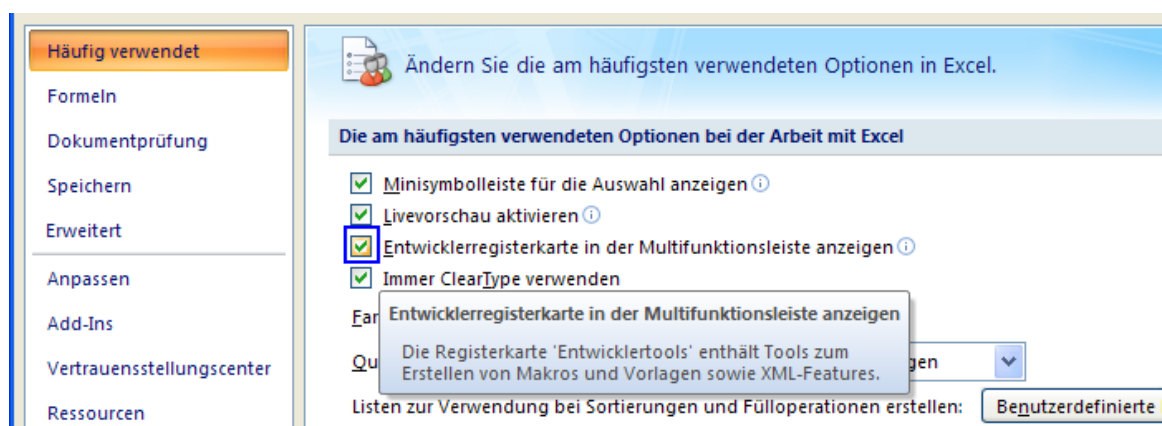 Häufig verwendet
Formeln
Dokumentprüfung
Speichern
Erweitert
Anpassen
Add-Ins
Vertrauensstellungscenter
Ressourcen
Ändern Sie die am häufigsten verwendeten Optionen in Excel.
Die am häufigsten verwendeten Optionen bei der Arbeit mit Excel
Minisymbolleiste für die Auswahl anzeigen
Livevorschau aktivieren
Entwicklerregisterkarte in der Multifunktionsleiste anzeigen
Immer ClearType verwenden
Far
Entwicklerregisterkarte in der Multifunktionsleiste anzeigen
Die Registerkarte 'Entwicklertools' enthält Tools zum
Erstellen von Makros und Vorlagen sowie XML-Features.
Qu
gen
Listen zur Verwendung bei Sortierungen und Fülloperationen erstellen: Benutzerdefinierte